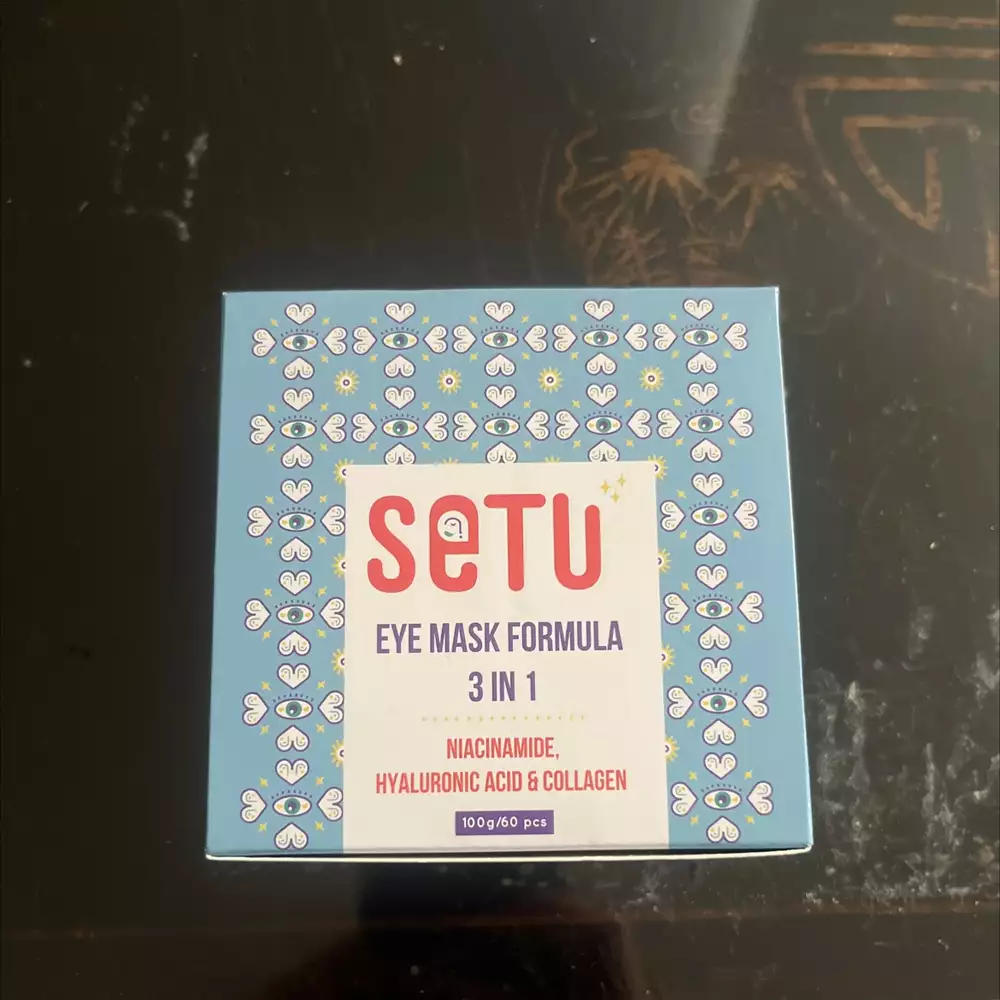 SeTU
EYE MASK FORMULA
3 IN 1
NIACINAMIDE,
HYALURONIC ACID & COLLAGEN
100g/60 pcs